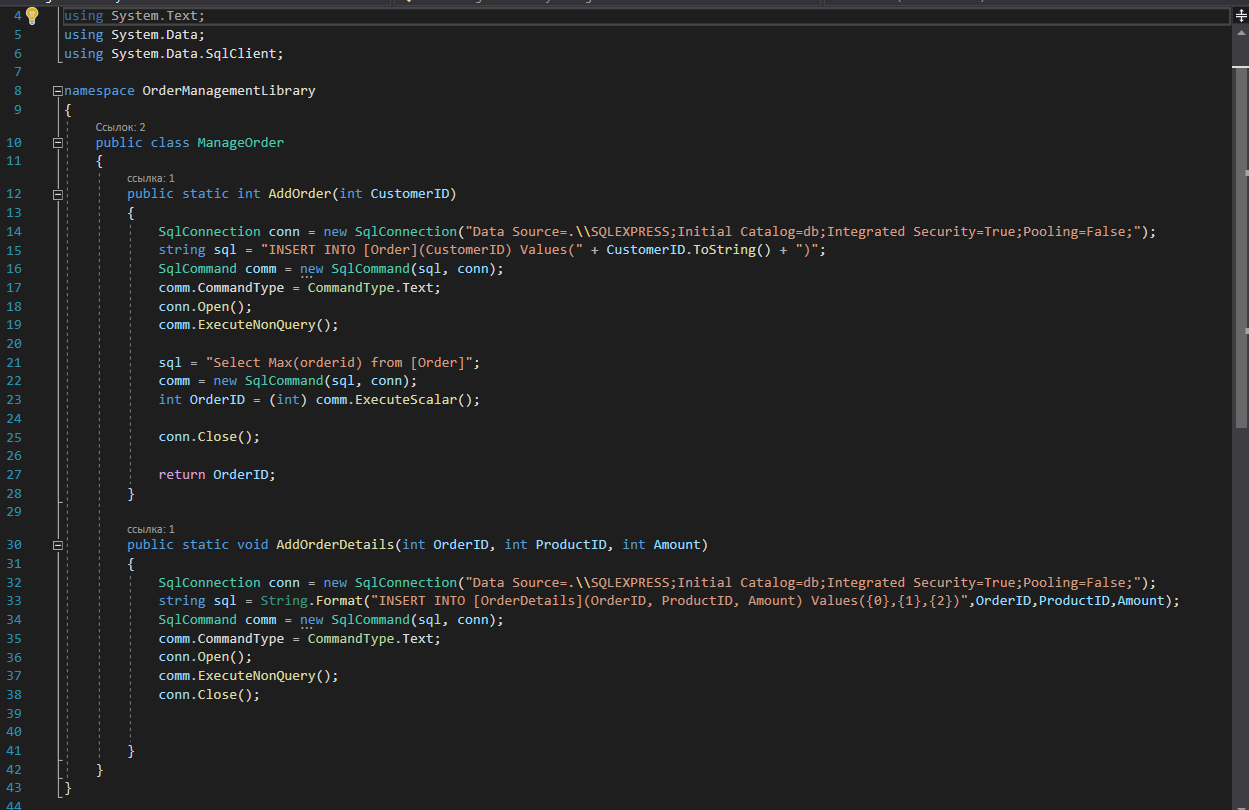 4 using System.Text;
5 using System.Data;
6 using System.Data.SqlClient;
7
8 namespace OrderManagementLibrary
9 {
Ссылок: 2
10 public class ManageOrder
11 {
ссылка: 1
12 public static int AddOrder(int CustomerID)
13 {
14 SqlConnection conn = new SqlConnection("Data Source=.\\SQLEXPRESS;Initial Catalog=db;Integrated Security=True;Pooling=False;");
15 string sql = "INSERT INTO [Order](CustomerID) Values(" + CustomerID.ToString() + ")";
16 SqlCommand comm = new SqlCommand(sql, conn);
17 comm.CommandType = CommandType.Text;
18 conn.Open();
19 comm.ExecuteNonQuery();
20
21 sql = "Select Max(orderid) from [Order]";
22 comm = new SqlCommand(sql, conn);
23 int OrderID = (int) comm.ExecuteScalar();
24
25 conn.Close();
26
27 return OrderID;
28 }
29
ссылка: 1
30 public static void AddOrderDetails(int OrderID, int ProductID, int Amount)
31 {
32 SqlConnection conn = new SqlConnection("Data Source=.\\SQLEXPRESS;Initial Catalog=db;Integrated Security=True;Pooling=False;");
33 string sql = String.Format("INSERT INTO [OrderDetails](OrderID, ProductID, Amount) Values({0},{1},{2})",OrderID,ProductID,Amount);
34 SqlCommand comm = new SqlCommand(sql, conn);
35 comm.CommandType = CommandType.Text;
36 conn.Open();
37 comm.ExecuteNonQuery();
38 conn.Close();
39
40
41 }
42 }
43 }
44